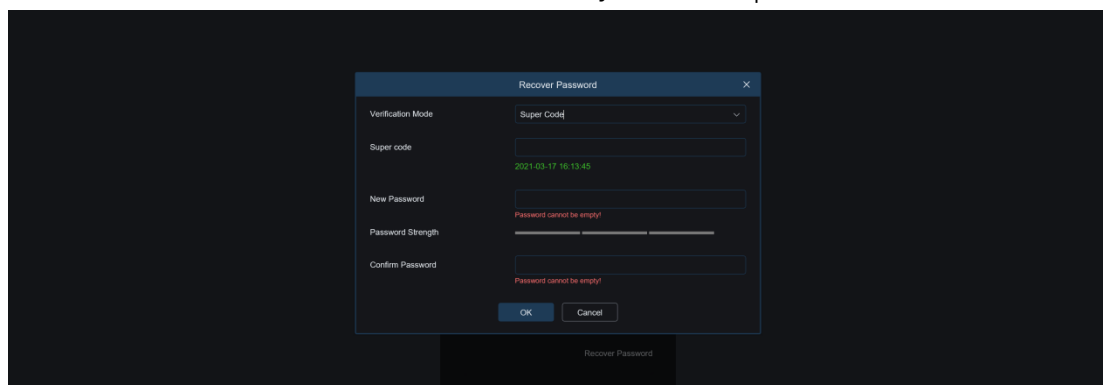 Recover Password
Verification Mode Super Code
Super code
2021-03-17 16:13:45
New Password
Password cannot be empty!
Password Strength
Confirm Password
Password cannot be empty!
OK Cancel
Recover Password